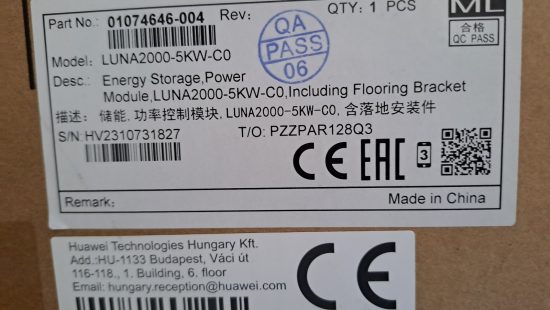 Part No.: 01074646-004 Rev: QTY: 1 PCS
ML
合格
QC PASS
QA
PASS
06
Model: LUNA2000-5KW-C0
Desc.: Energy Storage,Power
Module,LUNA2000-5KW-C0,Including Flooring Bracket
描述: 储能,功率控制模块,LUNA2000-5KW-C0,含落地安装件
S/N:HV2310731827 T/O: PZZPAR128Q3
CE EAC 3
Remark: Made in China
Huawei Technologies Hungary Kft.
Add.:HU-1133 Budapest, Váci út
116-118., 1. Building, 6. floor
Email: hungary.reception@huawei.com
CE